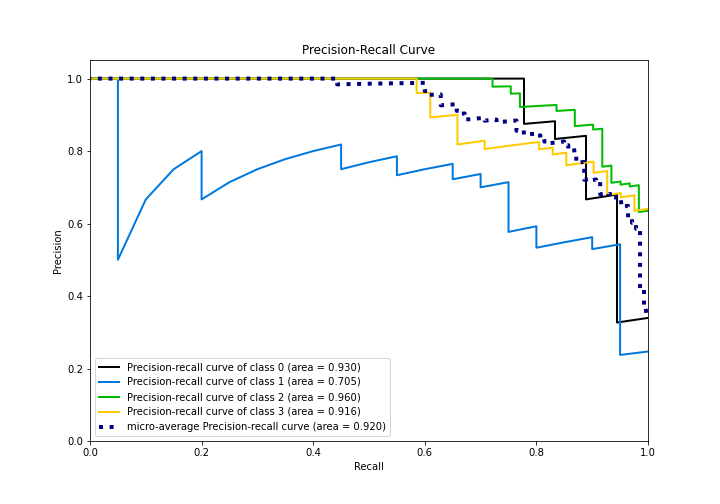 Precision-Recall Curve
Precision
1.0
0.8
0.6
0.4
0.2
0.0
Precision-recall curve of class 0 (area = 0.930)
Precision-recall curve of class 1 (area = 0.705)
Precision-recall curve of class 2 (area = 0.960)
Precision-recall curve of class 3 (area = 0.916)
micro-average Precision-recall curve (area = 0.920)
0.0 0.2 0.4 0.6 0.8 1.0
Recall